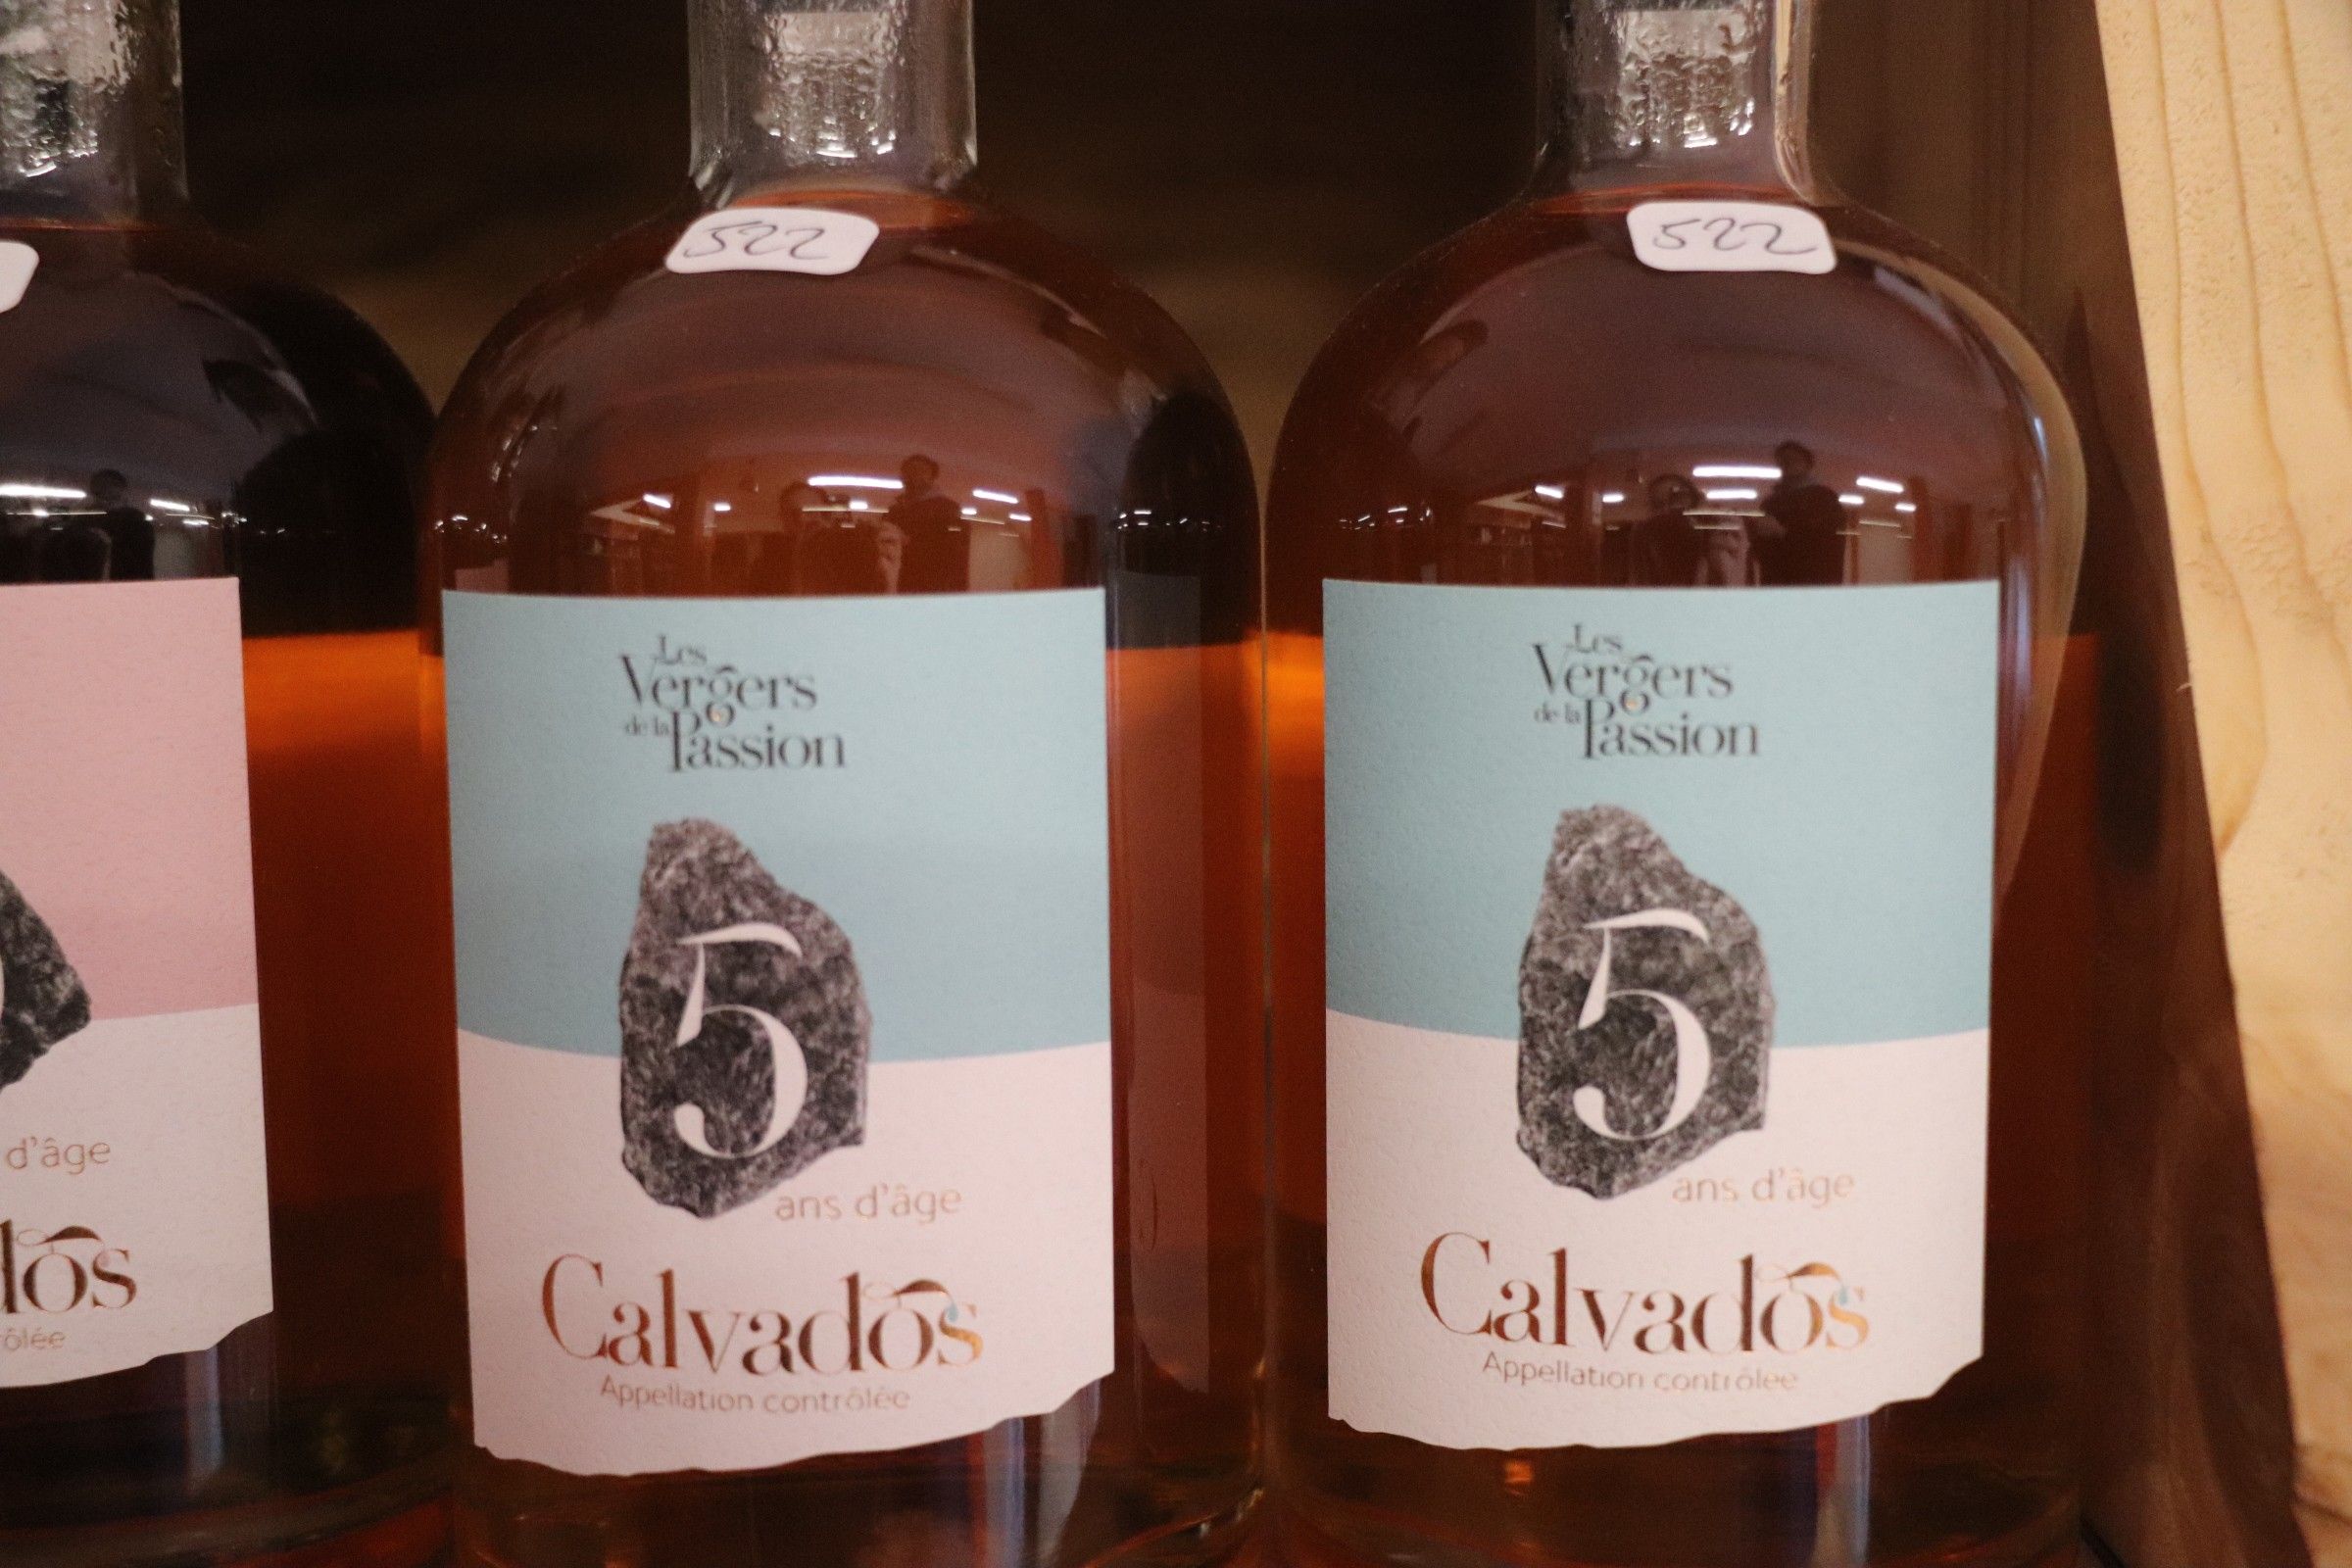 d'âge
dos
ôlée
522
Les
Vergers
de la Passion
5
ans d'âge
Calvados
Appellation contrôlée
522
Les
Vergers
de la Passion
5
ans d'âge
Calvados
Appellation contrôlée